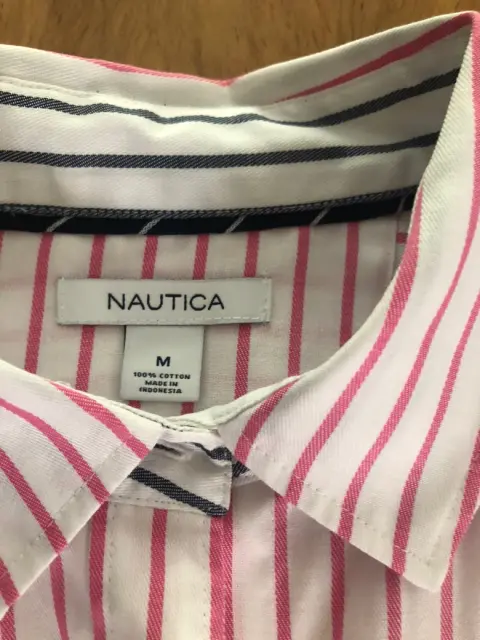 NAUTICA
M
100% COTTON
MADE IN
INDONESIA